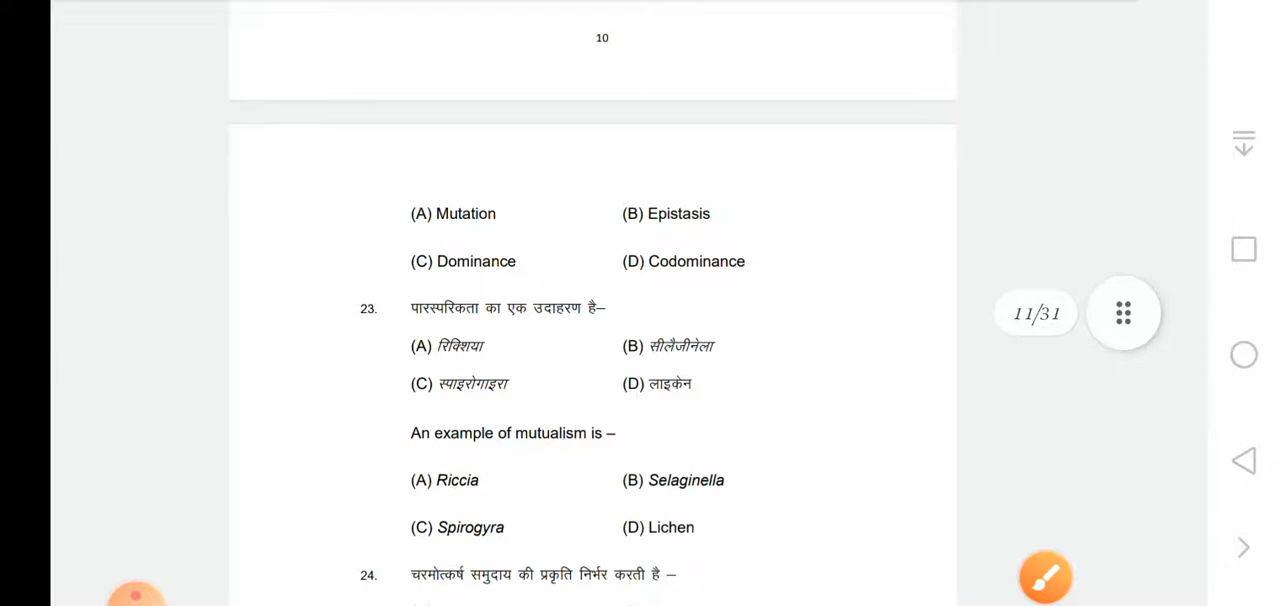 10
(A) Mutation (B) Epistasis
(C) Dominance (D) Codominance
23. पारस्परिकता का एक उदाहरण है–
(A) रिक्शिया (B) सीलैजीनेला
(C) स्पाइरोगाइरा (D) लाइकेन
11/31
An example of mutualism is –
(A) Riccia (B) Selaginella
(C) Spirogyra (D) Lichen
24. चरमोत्कर्ष समुदाय की प्रकृति निर्भर करती है –